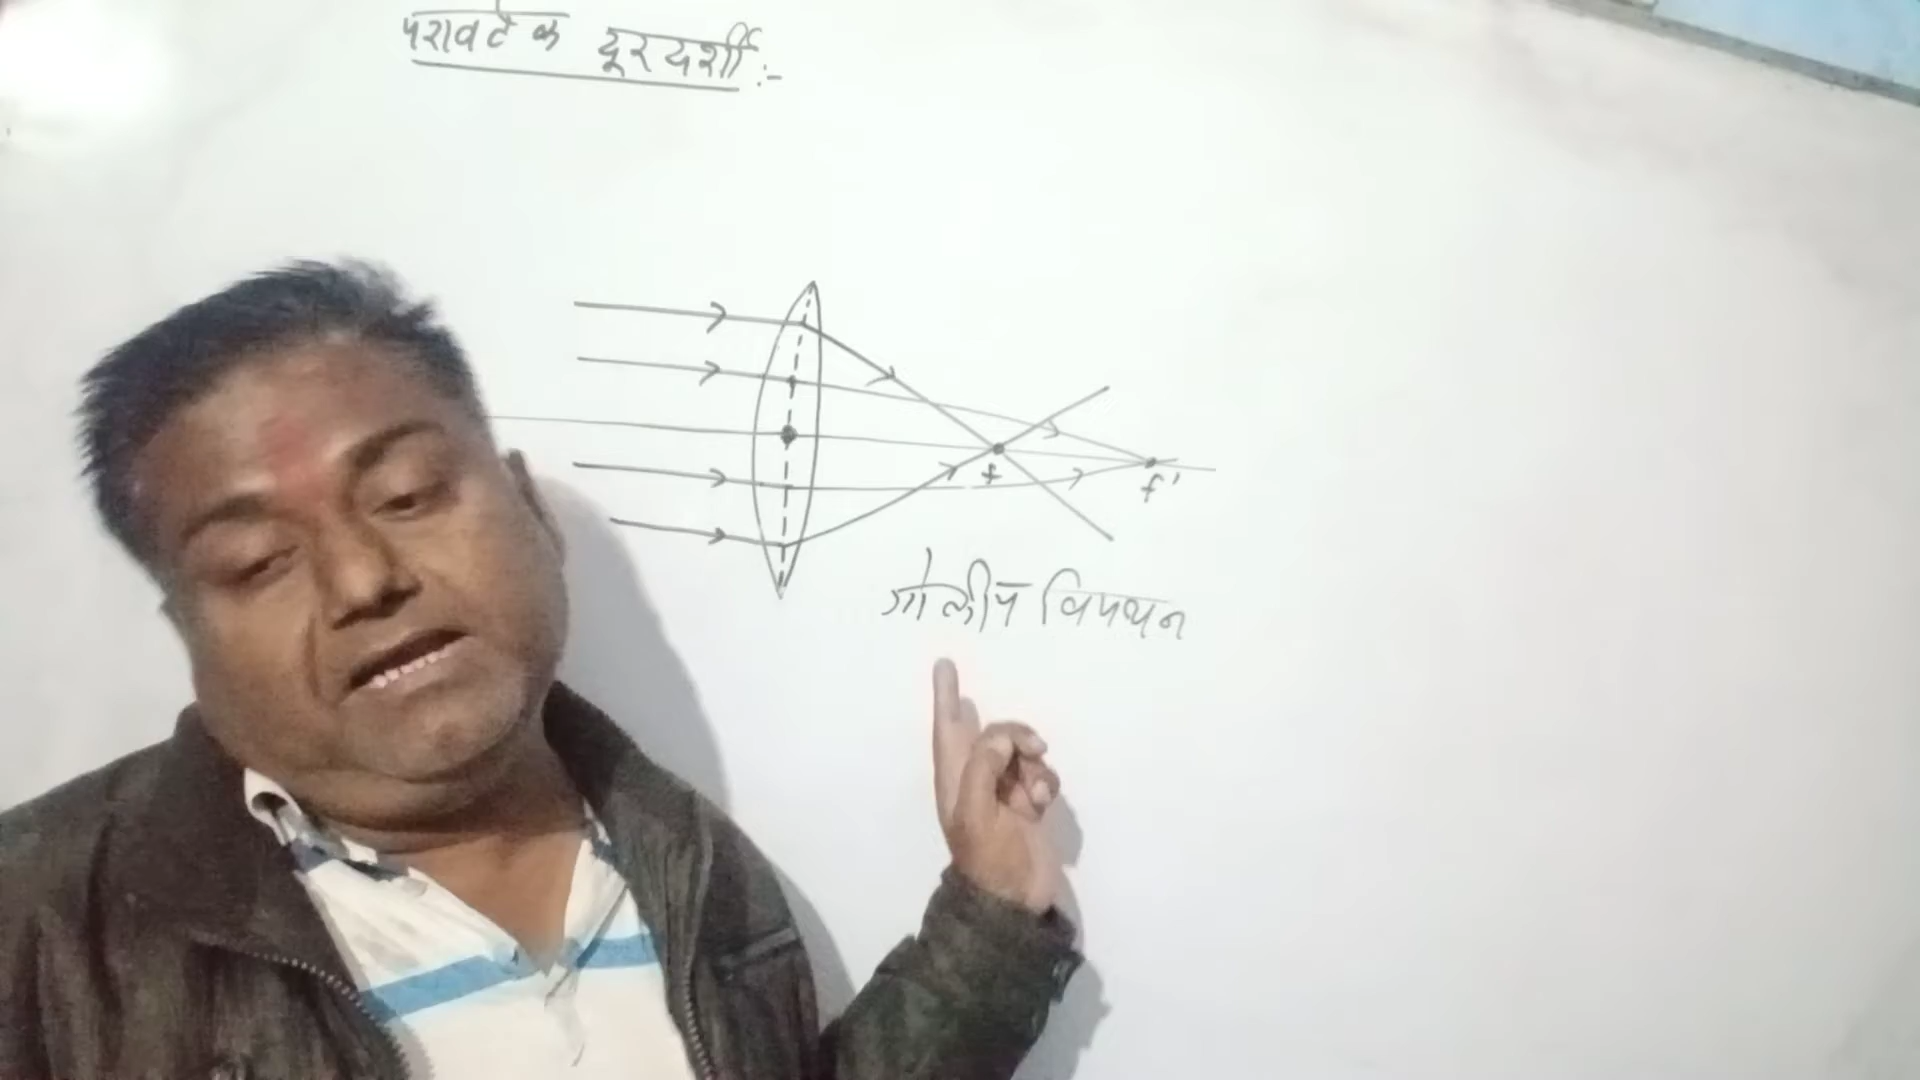 परावर्तक दूरदर्शी :-
f
f'
गोलीय विपथन